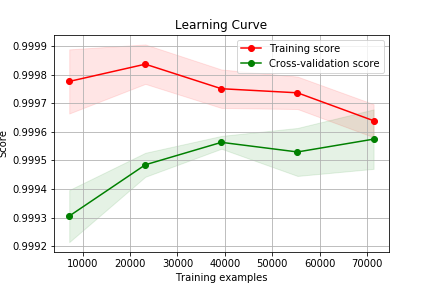 Learning Curve
Training score
Cross-validation score
0.9999
0.9998
0.9997
0.9996
0.9995
0.9994
0.9993
0.9992
Score
10000 20000 30000 40000 50000 60000 70000
Training examples